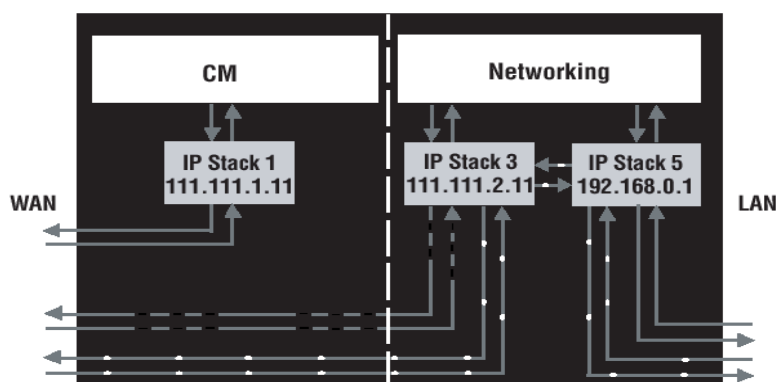 CM
Networking
IP Stack 1
111.111.1.11
IP Stack 3
111.111.2.11
IP Stack 5
192.168.0.1
WAN
LAN